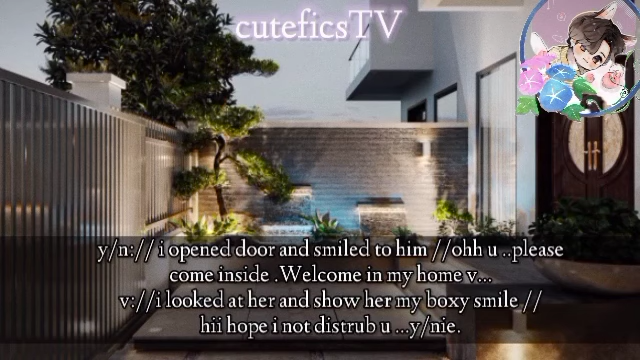 cuteficsTV
y/n:// i opened door and smiled to him //ohh u ..please
come inside .Welcome in my home v...
v://i looked at her and show her my boxy smile //
hii hope i not distrub u ...y/nie.